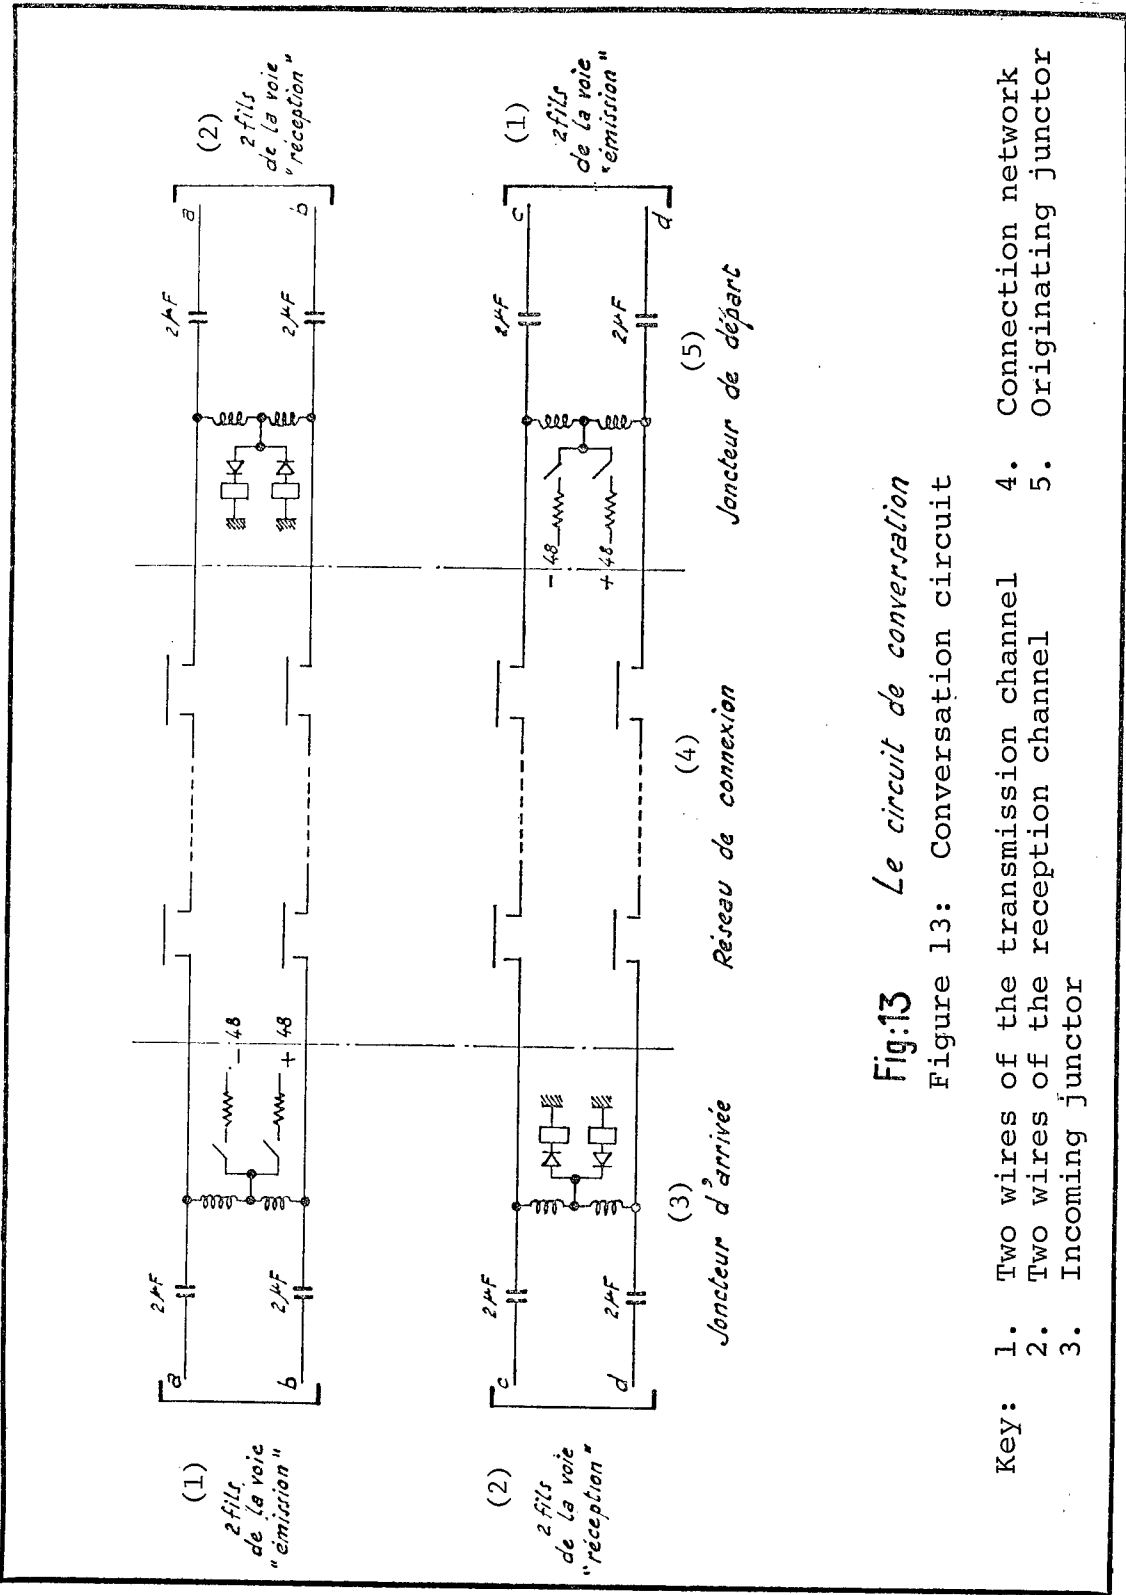 (1)
2 fils
de la voie
"émission"
a
b
2µF
2µF
- 48
+ 48
2µF
2µF
a
b
(2)
2 fils
de la voie
"réception"
(2)
2 fils
de la voie
"réception"
c
d
2µF
2µF
- 48
+ 48
2µF
2µF
c
d
(1)
2 fils
de la voie
"émission"
(3)
Joncteur d'arrivée
(4)
Réseau de connexion
(5)
Joncteur de départ
Fig:13 Le circuit de conversation
Figure 13: Conversation circuit
Key: 1. Two wires of the transmission channel
2. Two wires of the reception channel
3. Incoming junctor
4. Connection network
5. Originating junctor